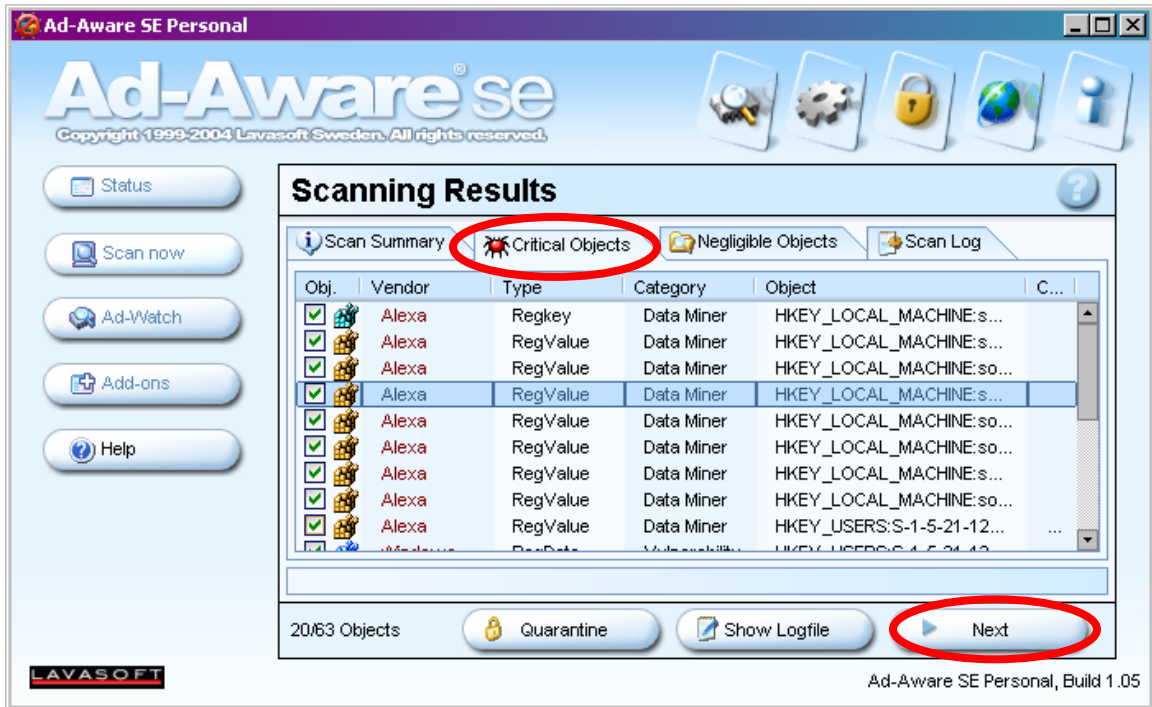 Ad-Aware SE Personal
Ad-Aware® se
Copyright 1999-2004 Lavasoft Sweden. All rights reserved.
Status
Scan now
Ad-Watch
Add-ons
Help
Scanning Results
Scan Summary
Critical Objects
Negligible Objects
Scan Log
Obj. Vendor Type Category Object C...
Alexa Regkey Data Miner HKEY_LOCAL_MACHINE:s...
Alexa RegValue Data Miner HKEY_LOCAL_MACHINE:s...
Alexa RegValue Data Miner HKEY_LOCAL_MACHINE:so...
Alexa RegValue Data Miner HKEY_LOCAL_MACHINE:s...
Alexa RegValue Data Miner HKEY_LOCAL_MACHINE:so...
Alexa RegValue Data Miner HKEY_LOCAL_MACHINE:so...
Alexa RegValue Data Miner HKEY_LOCAL_MACHINE:s...
Alexa RegValue Data Miner HKEY_LOCAL_MACHINE:so...
Alexa RegValue Data Miner HKEY_USERS:S-1-5-21-12... ...
20/63 Objects
Quarantine
Show Logfile
Next
LAVASOFT
Ad-Aware SE Personal, Build 1.05